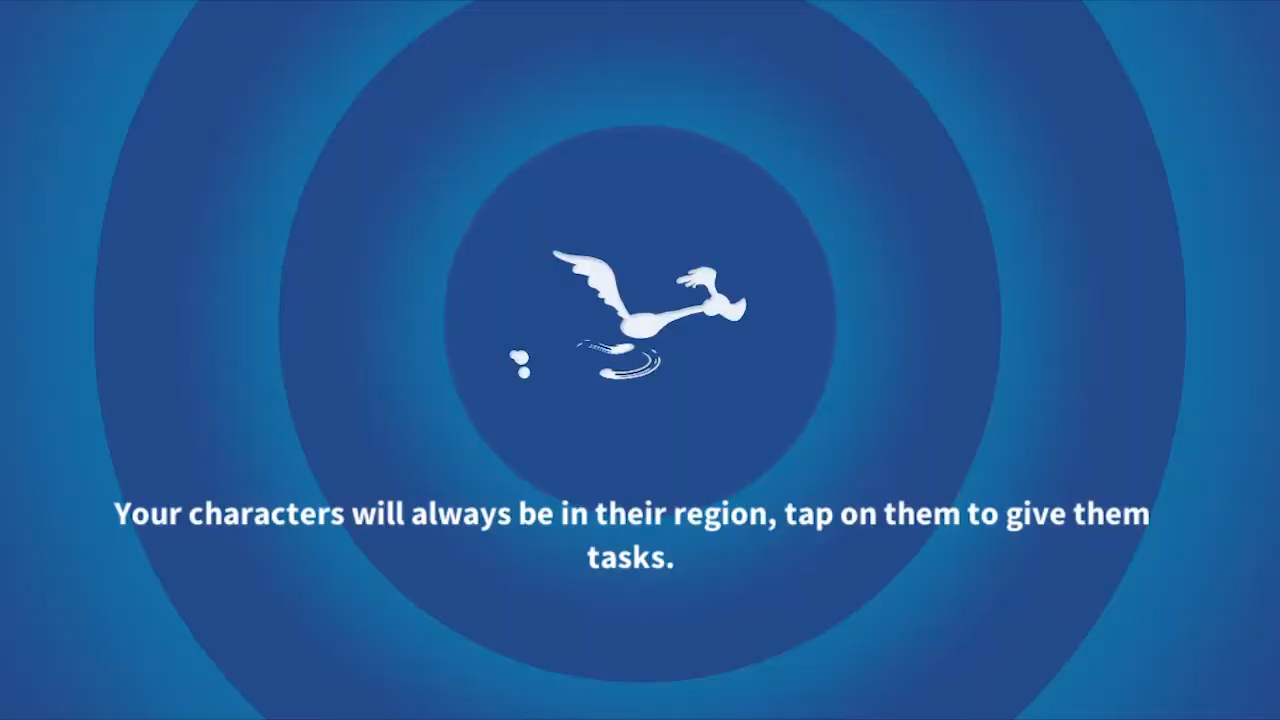 Your characters will always be in their region, tap on them to give them
tasks.